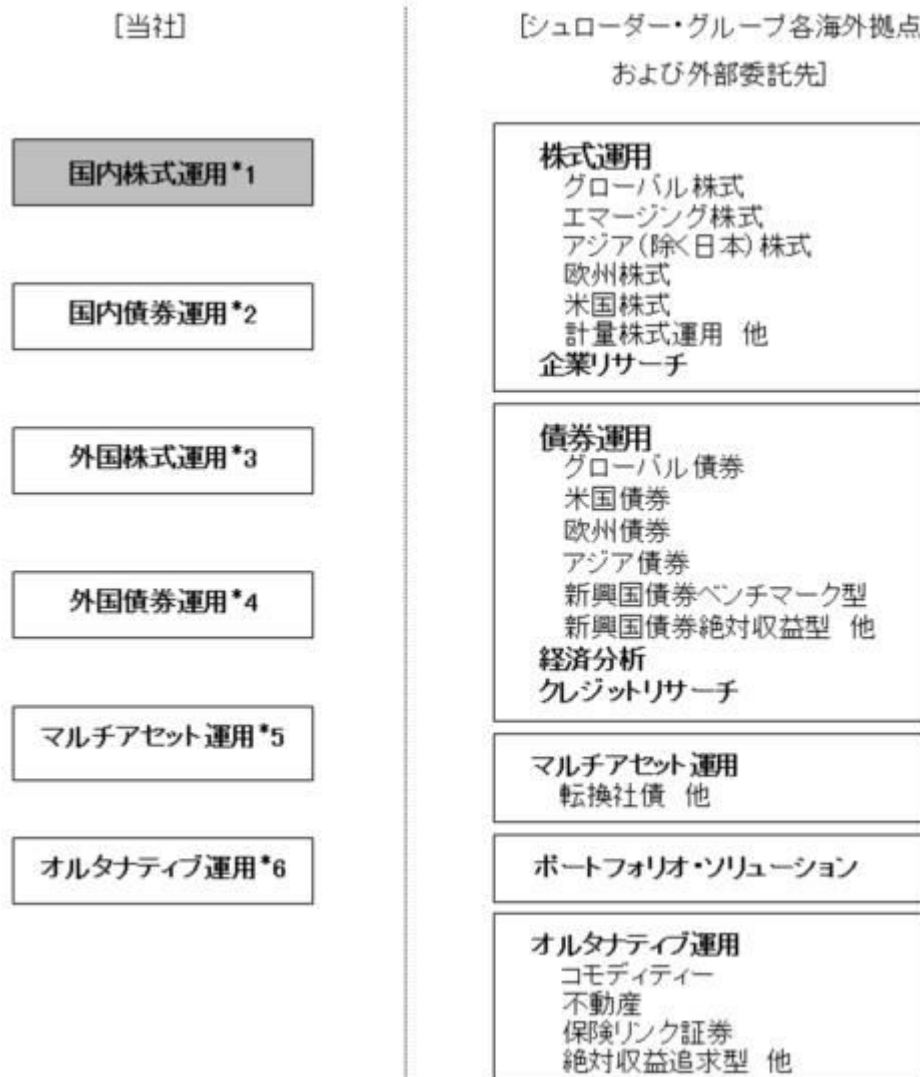 [当社]
国内株式運用*1
国内債券運用*2
外国株式運用*3
外国債券運用*4
マルチアセット運用*5
オルタナティブ運用*6
[シュローダー・グループ各海外拠点
および外部委託先]
株式運用
グローバル株式
エマージング株式
アジア(除く日本)株式
欧州株式
米国株式
計量株式運用 他
企業リサーチ
債券運用
グローバル債券
米国債券
欧州債券
アジア債券
新興国債券ベンチマーク型
新興国債券絶対収益型 他
経済分析
クレジットリサーチ
マルチアセット運用
転換社債 他
ポートフォリオ・ソリューション
オルタナティブ運用
コモディティー
不動産
保険リンク証券
絶対収益追求型 他